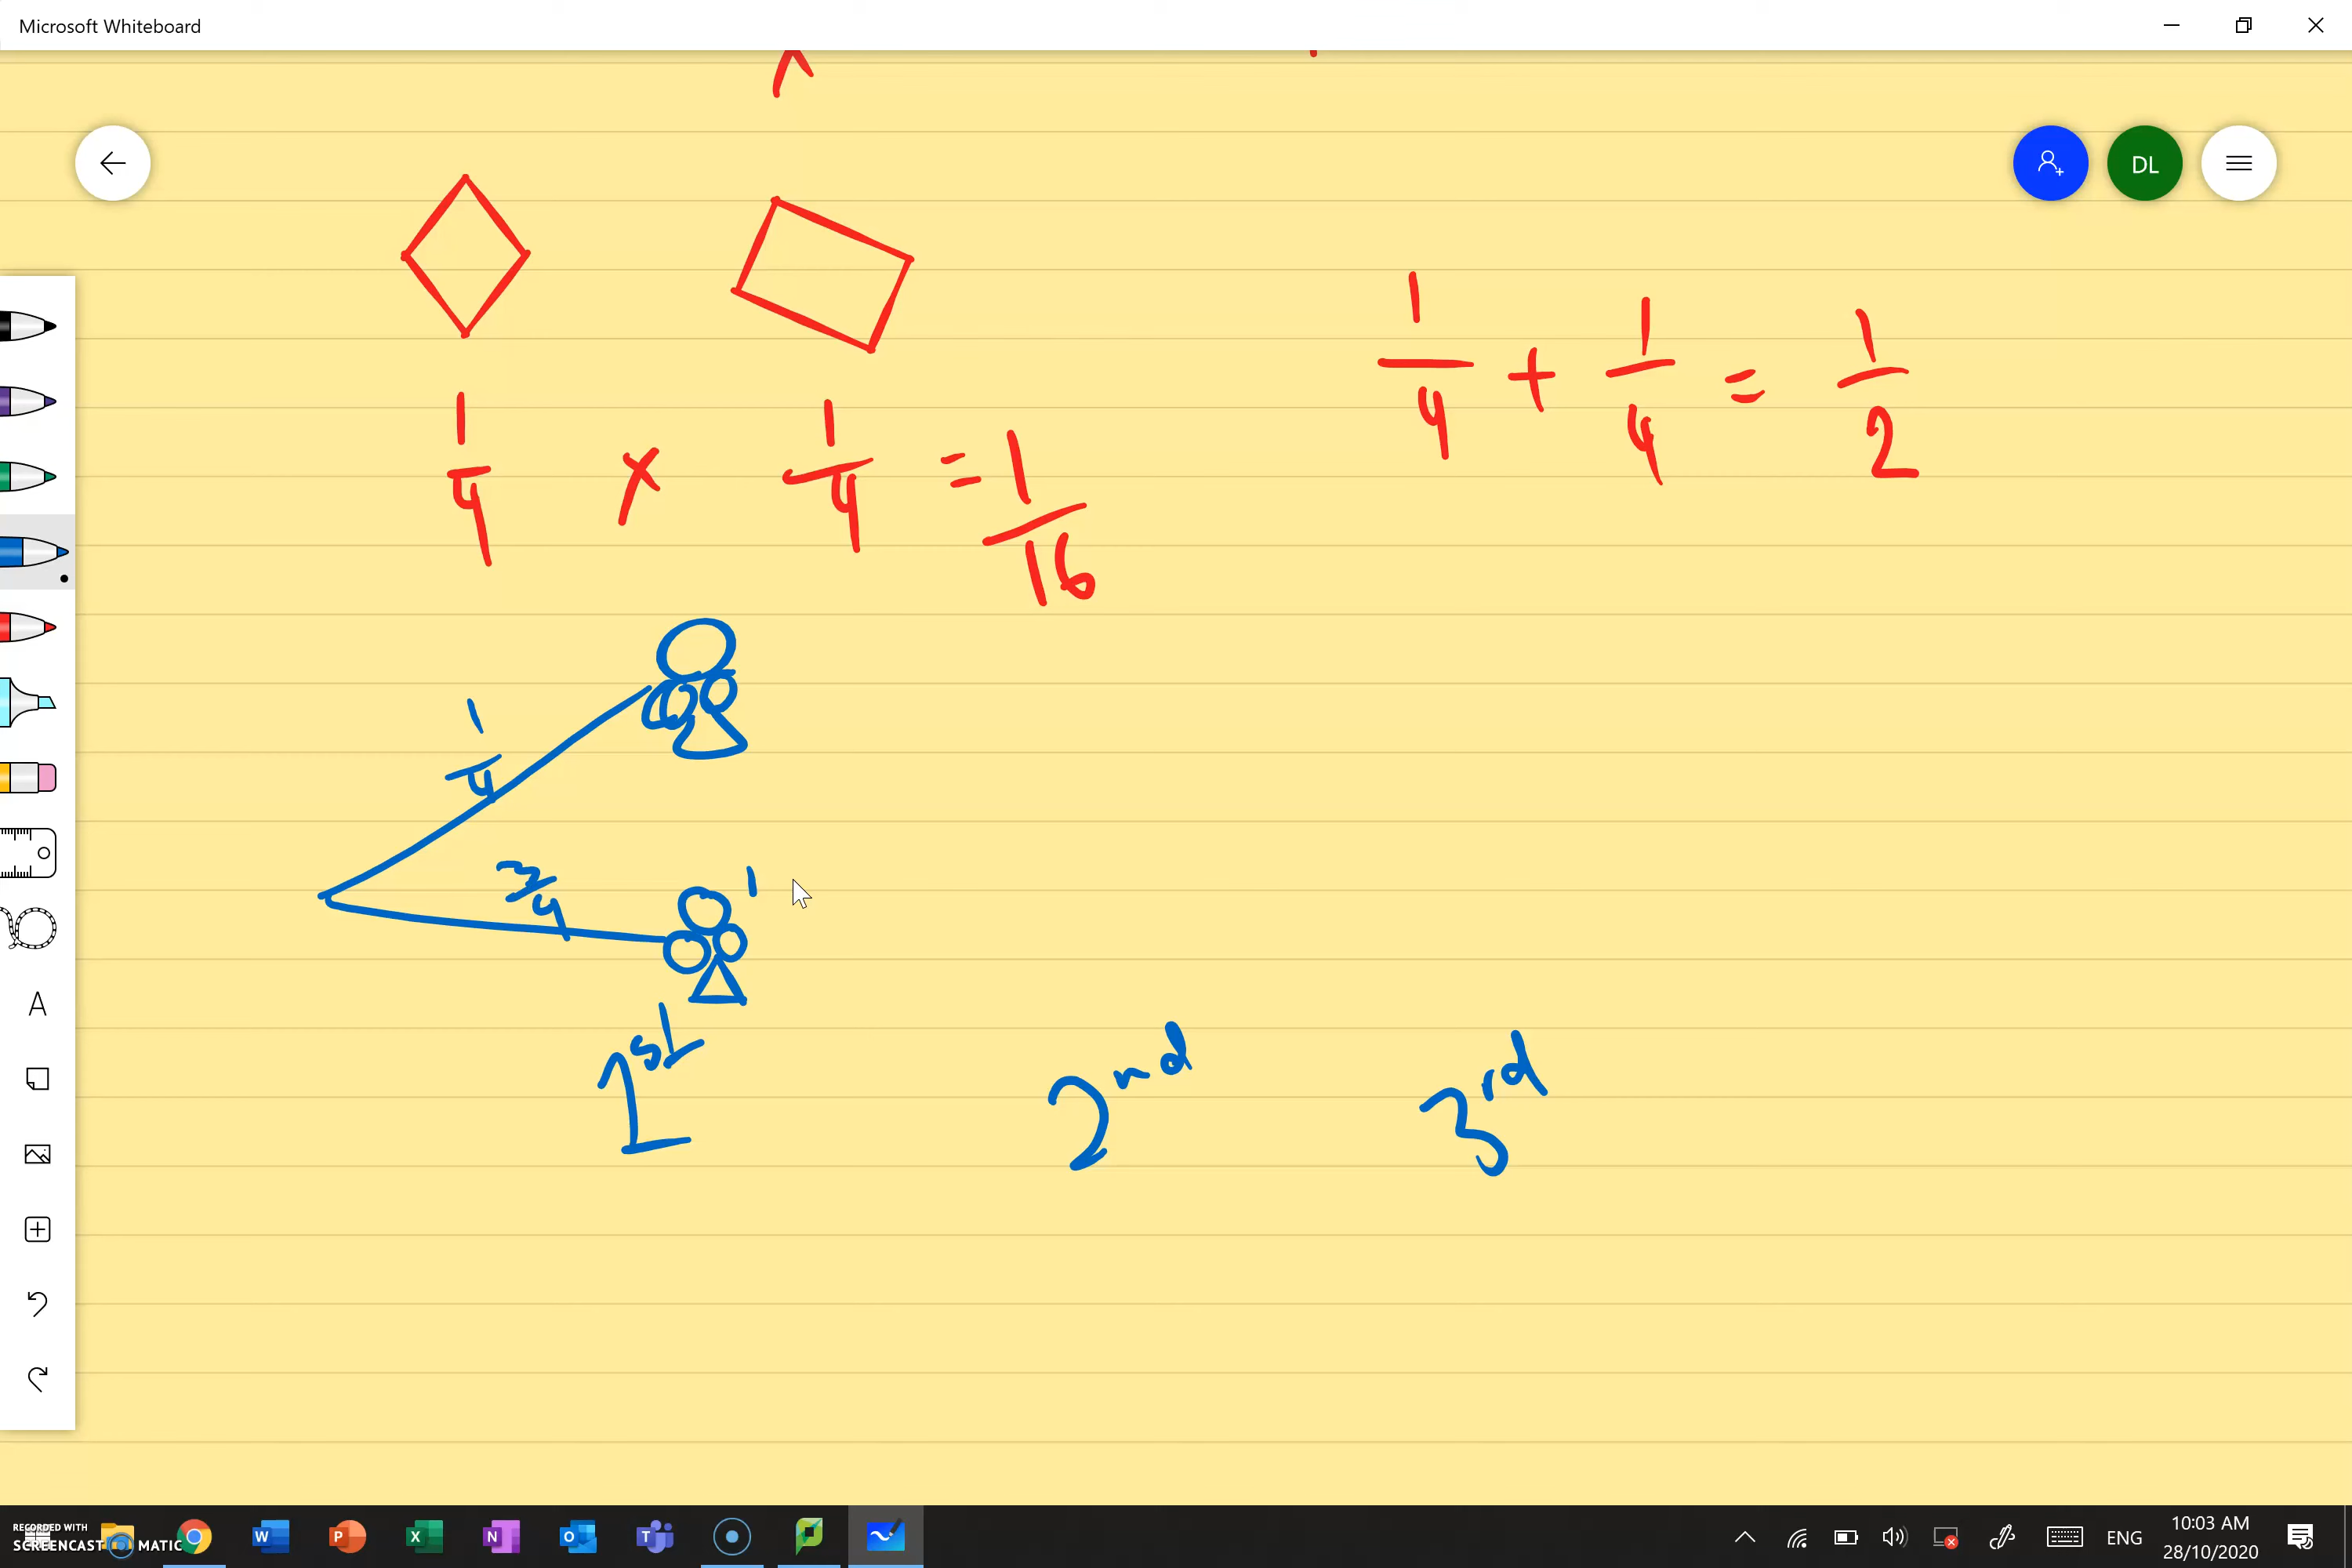 Microsoft Whiteboard
DL
1/4 + 1/4 = 1/2
1/4 x 1/4 = 1/16
1/4
3/4
1
1st 2nd 3rd
A
RECORDED WITH
SCREENCAST MATIC
W P X N O T
ENG
10:03 AM
28/10/2020